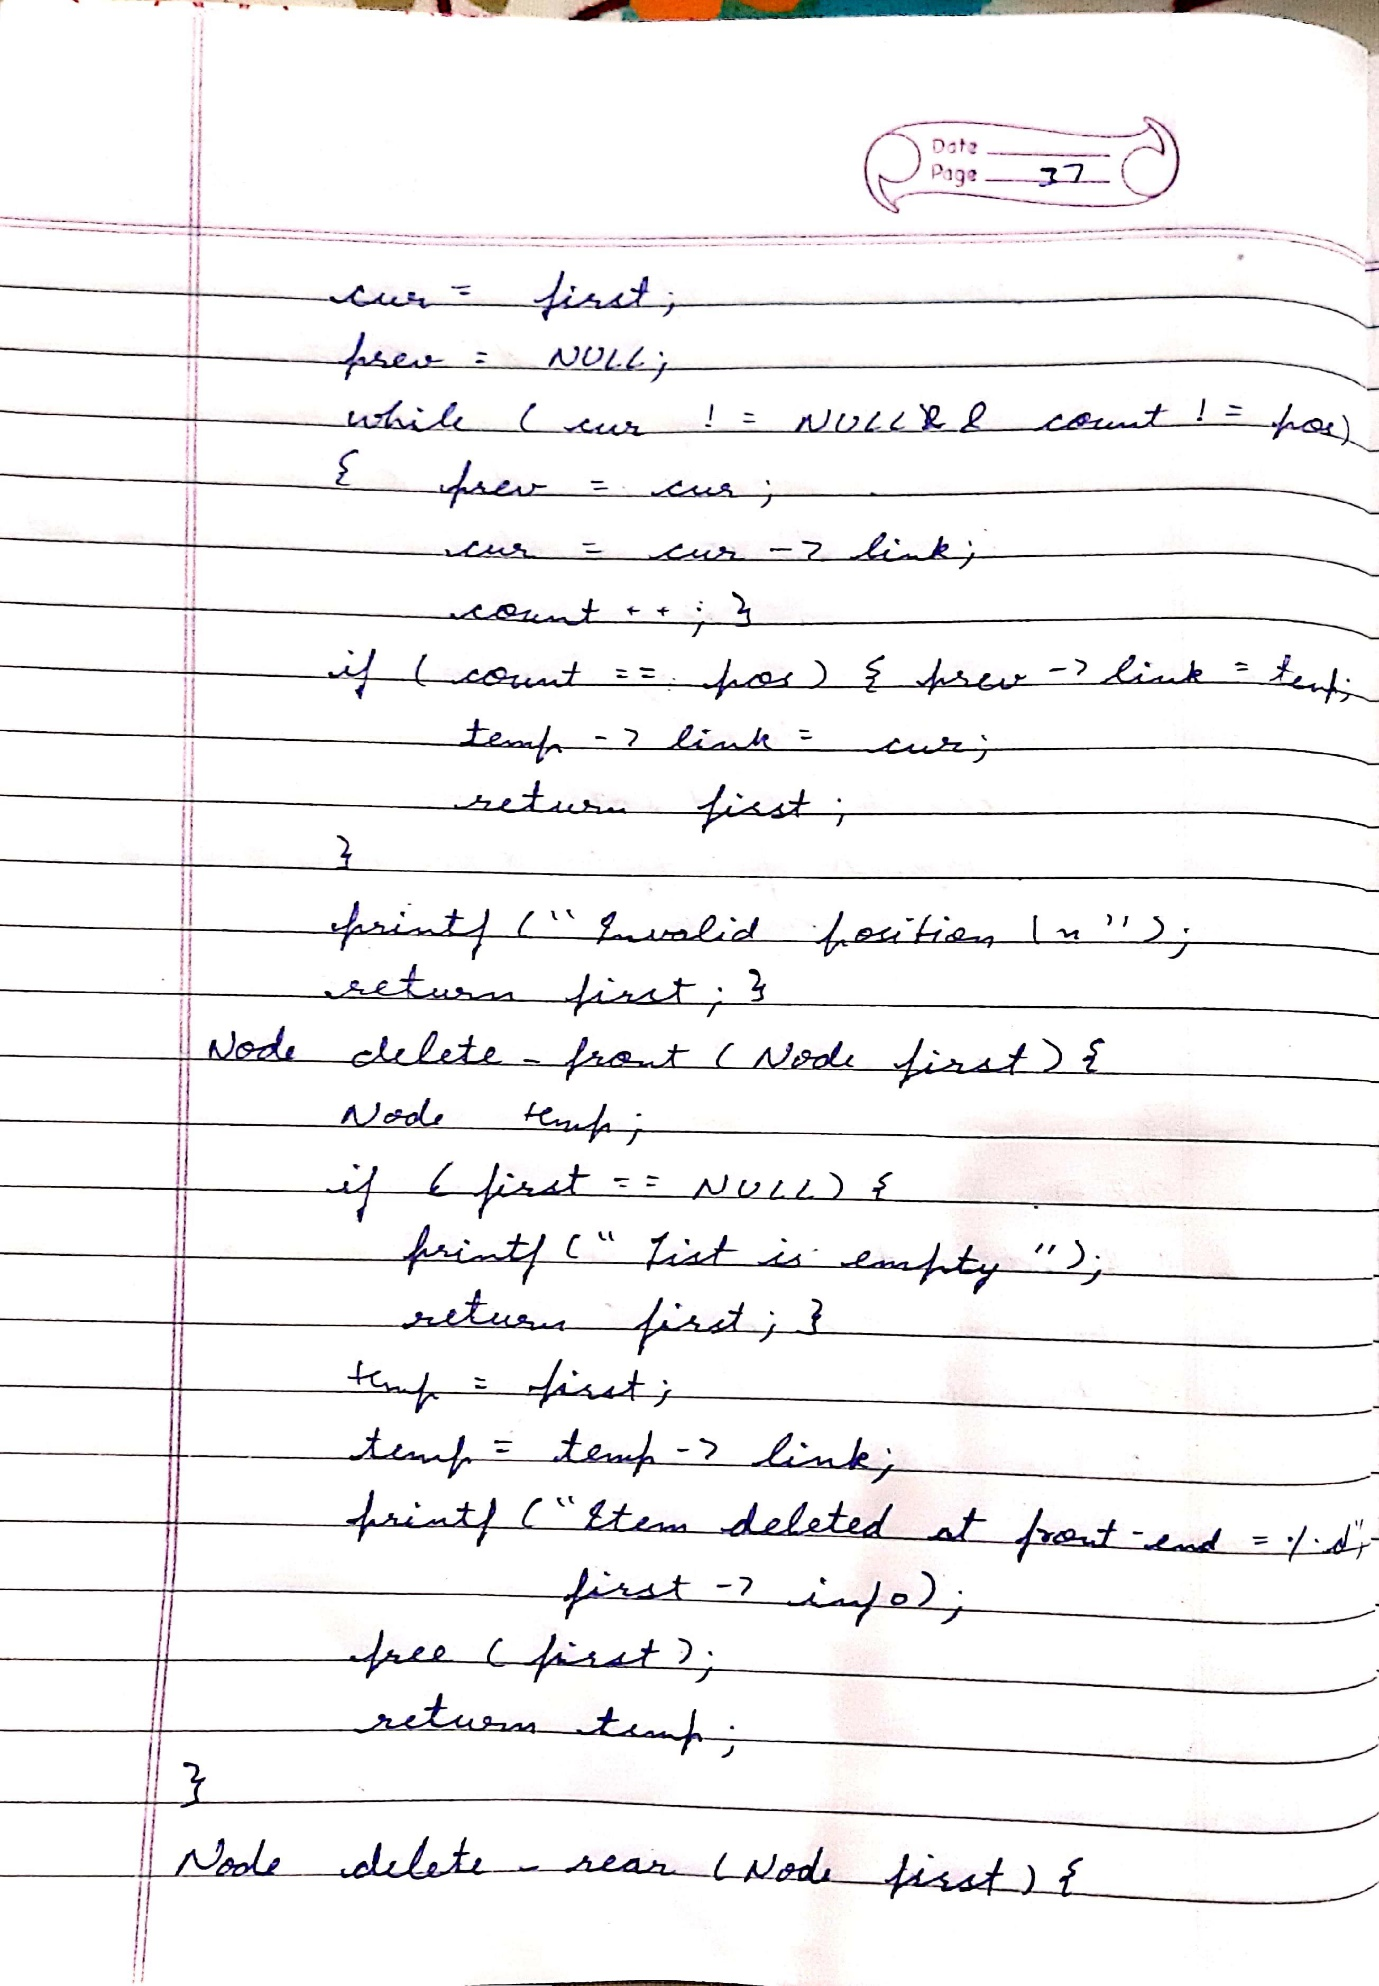 Date
Page 37
cur = first;
prev = NULL;
while ( cur != NULL && count != pos)
{ prev = cur;
cur = cur -> link;
count ++; }
if ( count == pos) { prev -> link = temp;
temp -> link = cur;
return first;
}
printf (" Invalid position \n ");
return first; }
Node delete - front ( Node first) {
Node temp;
if ( first == NULL) {
printf (" List is empty ");
return first; }
temp = first;
temp = temp -> link;
printf (" Item deleted at front-end = %d",
first -> info);
free ( first );
return temp;
}
Node delete - rear ( Node first ) {